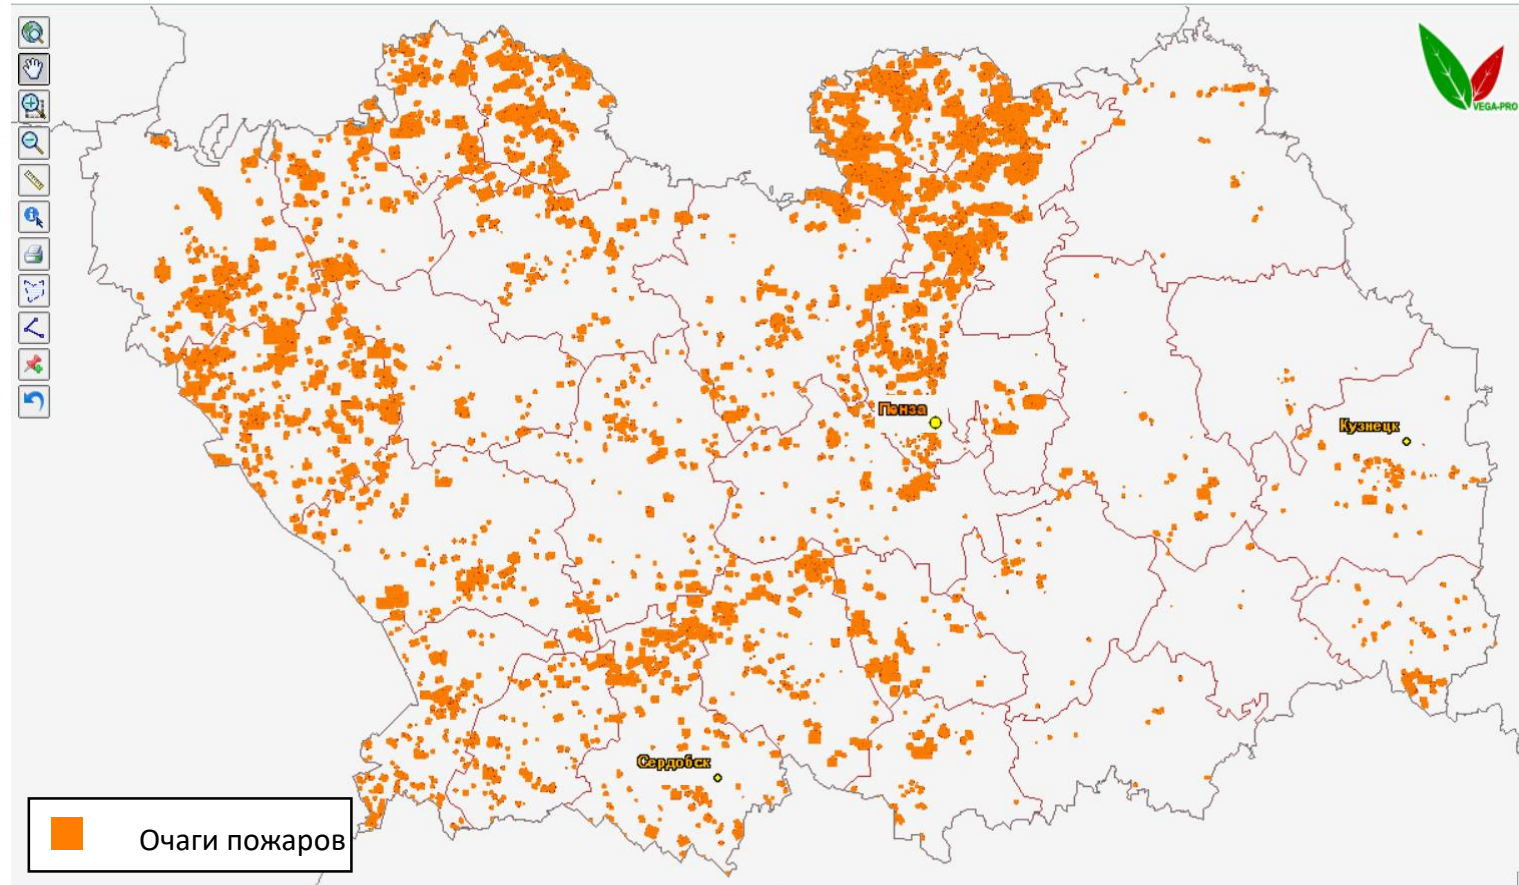 VEGA-PRO
Пенза
Кузнецк
Сердобск
Очаги пожаров